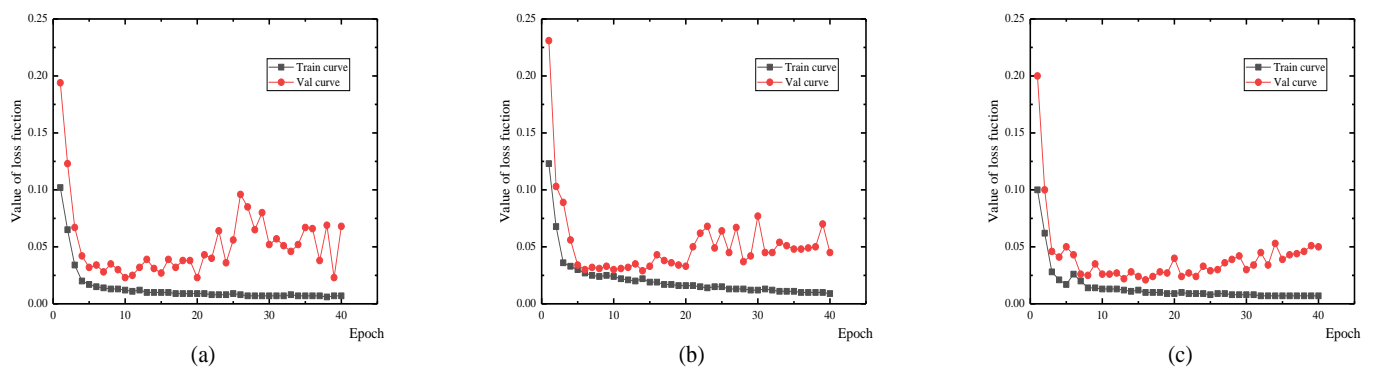 0.25
0.20
0.15
0.10
0.05
0.00
0 10 20 30 40
Value of loss fuction
Epoch
Train curve
Val curve
(a)
0.25
0.20
0.15
0.10
0.05
0.00
0 10 20 30 40
Value of loss fuction
Epoch
Train curve
Val curve
(b)
0.25
0.20
0.15
0.10
0.05
0.00
0 10 20 30 40
Value of loss fuction
Epoch
Train curve
Val curve
(c)